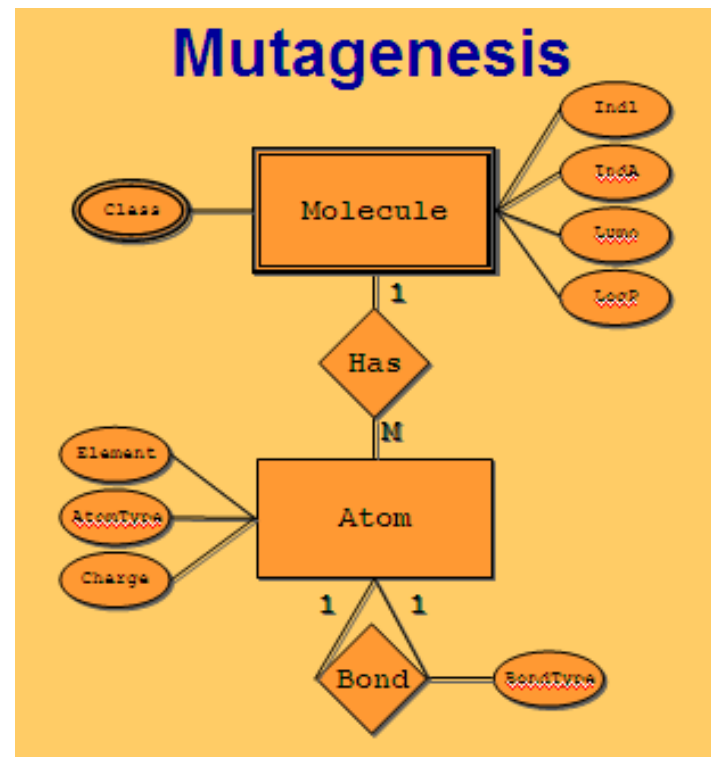 Mutagenesis
Ind1
IndA
Class
Molecule
Lumo
LogP
1
Has
M
Element
AtomType
Atom
Charge
1 1
Bond
BondType